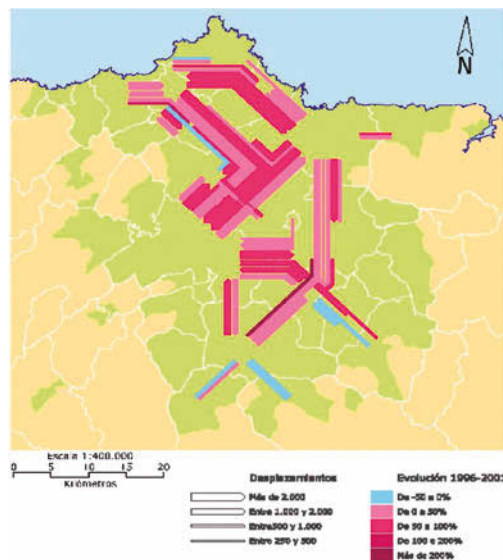 N
Escala 1:400.000
0 5 10 15 20
Kilómetros
Desplazamientos
Más de 2.000
Entre 1.000 y 2.000
Entre 500 y 1.000
Entre 250 y 500
Evolución 1996-2001
De -50 a 0%
De 0 a 50%
De 50 a 100%
De 100 a 200%
Más de 200%